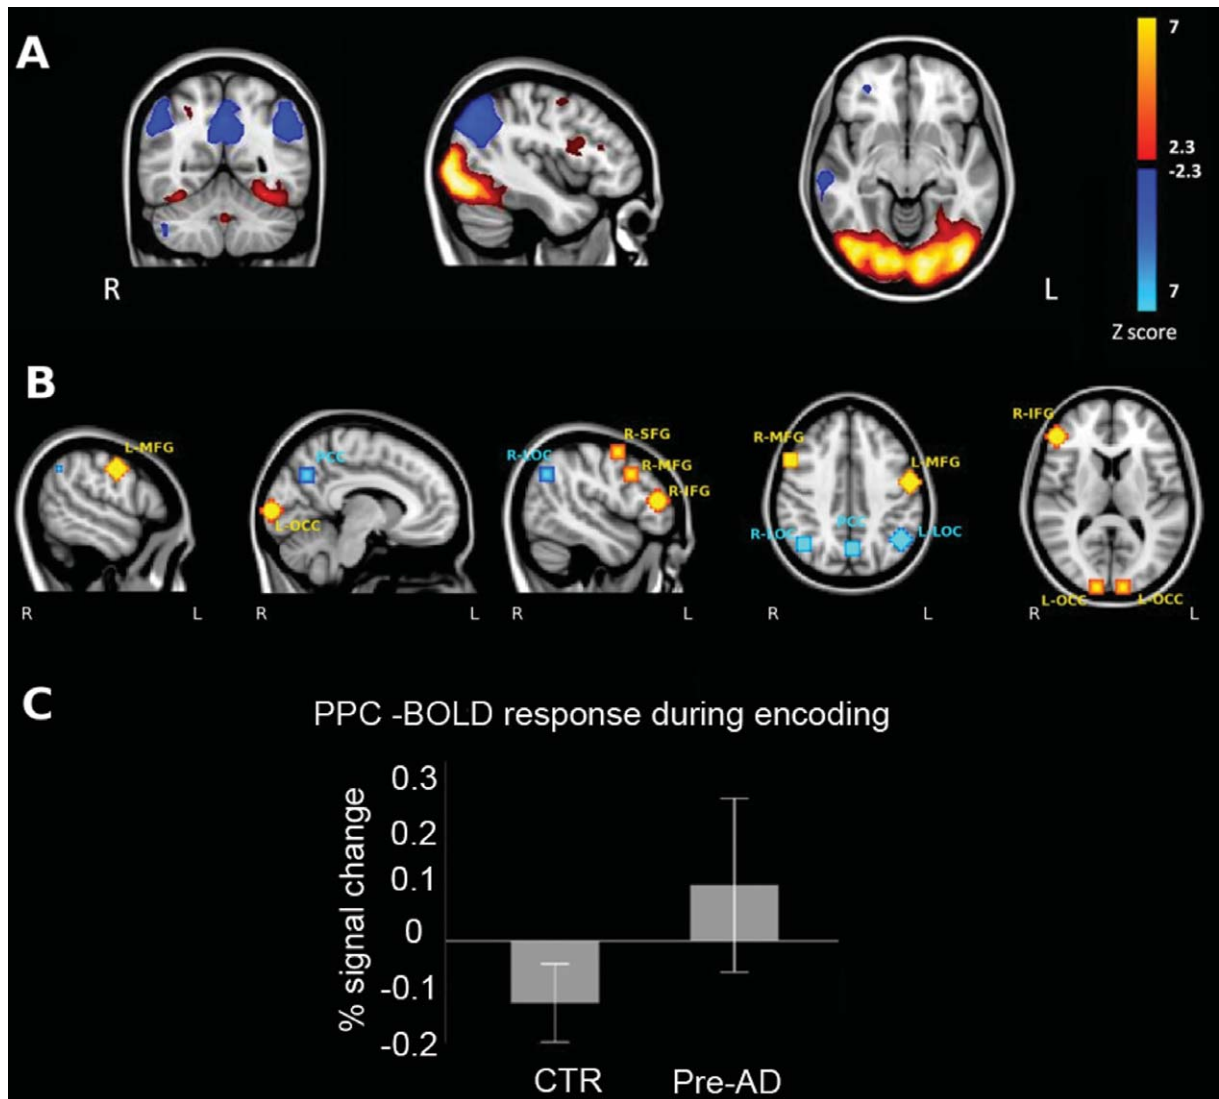 A
7
2.3
-2.3
7
Z score
R
L
B
L-MFG
R
L
PCC
L-OCC
R
L
R-LOC
R-SFG
R-MFG
R-IFG
R
L
R-MFG
L-MFG
R-LOC
PCC
L-LOC
R
L
R-IFG
L-OCC
L-OCC
R
L
C
PPC -BOLD response during encoding
% signal change
0.3
0.2
0.1
0
-0.1
-0.2
CTR
Pre-AD